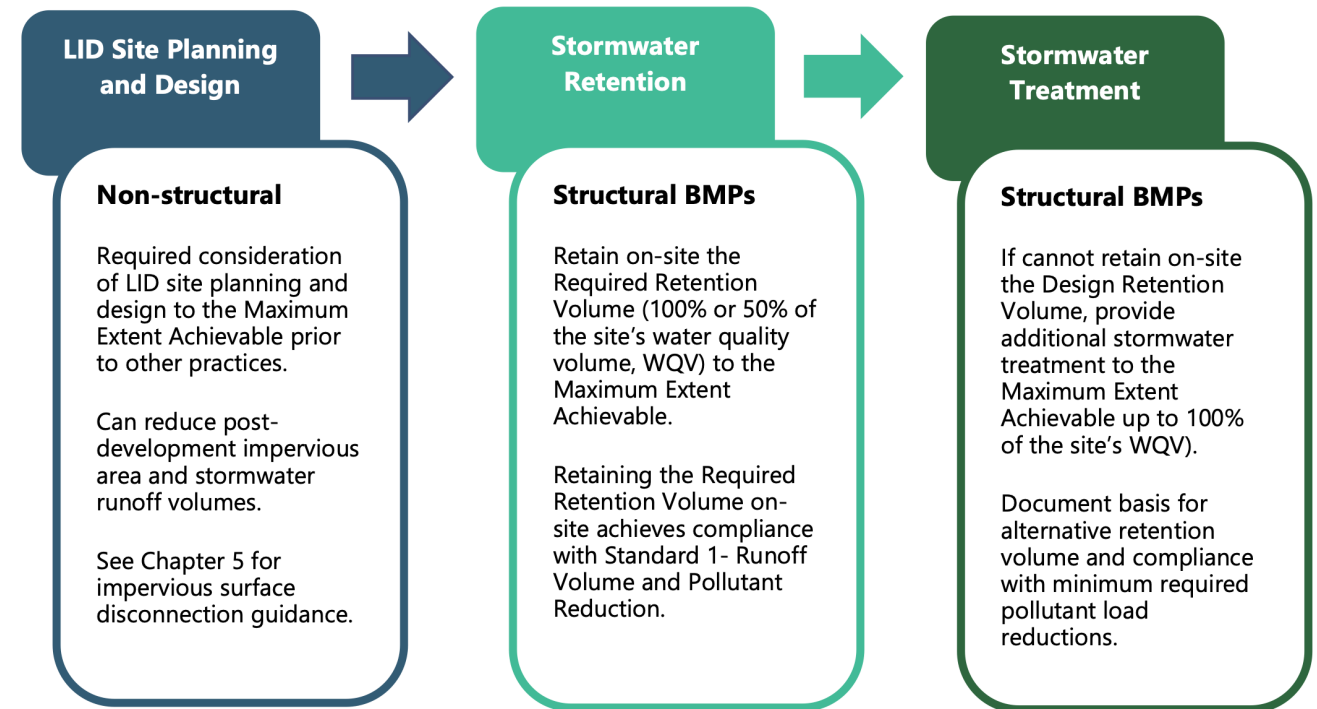 LID Site Planning
and Design
Non-structural
Required consideration
of LID site planning and
design to the Maximum
Extent Achievable prior
to other practices.
Can reduce post-
development impervious
area and stormwater
runoff volumes.
See Chapter 5 for
impervious surface
disconnection guidance.
Stormwater
Retention
Structural BMPs
Retain on-site the
Required Retention
Volume (100% or 50% of
the site’s water quality
volume, WQV) to the
Maximum Extent
Achievable.
Retaining the Required
Retention Volume on-
site achieves compliance
with Standard 1- Runoff
Volume and Pollutant
Reduction.
Stormwater
Treatment
Structural BMPs
If cannot retain on-site
the Design Retention
Volume, provide
additional stormwater
treatment to the
Maximum Extent
Achievable up to 100%
of the site’s WQV).
Document basis for
alternative retention
volume and compliance
with minimum required
pollutant load
reductions.